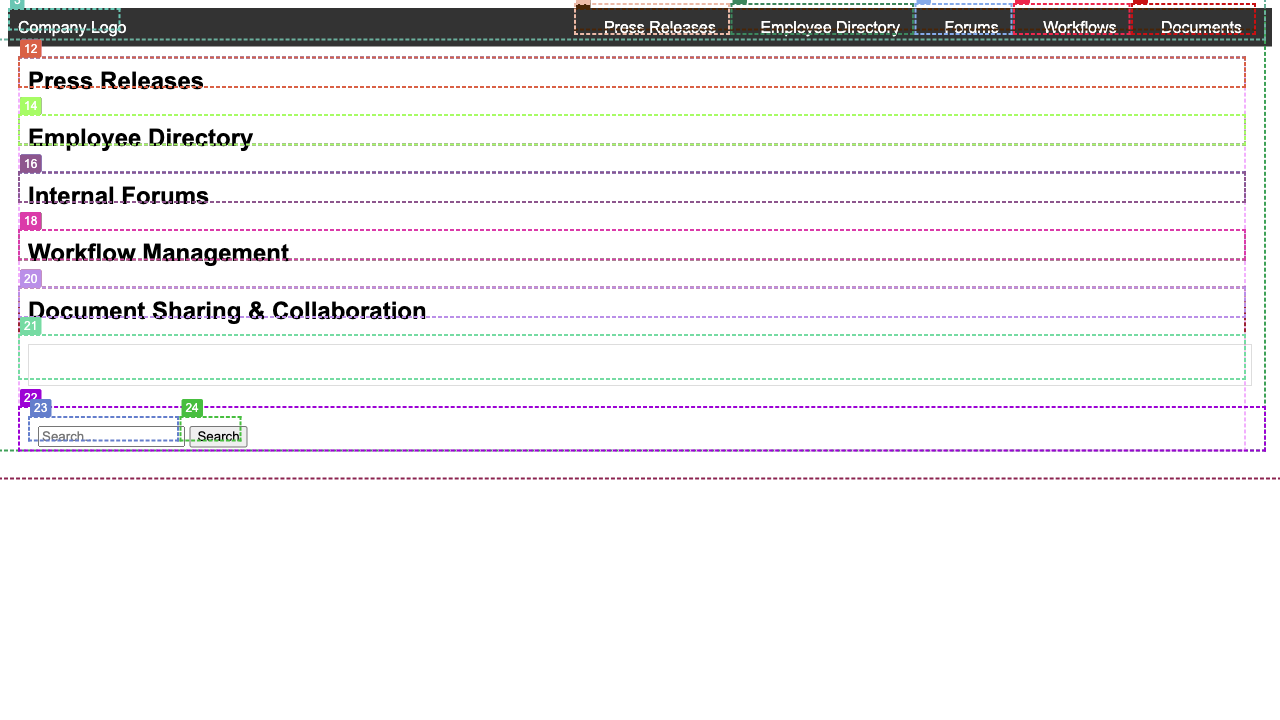 Company Logo
Press Releases
Employee Directory
Forums
Workflows
Documents
12
Press Releases
14
Employee Directory
16
Internal Forums
18
Workflow Management
20
Document Sharing & Collaboration
21
22
23
24
Search...
Search